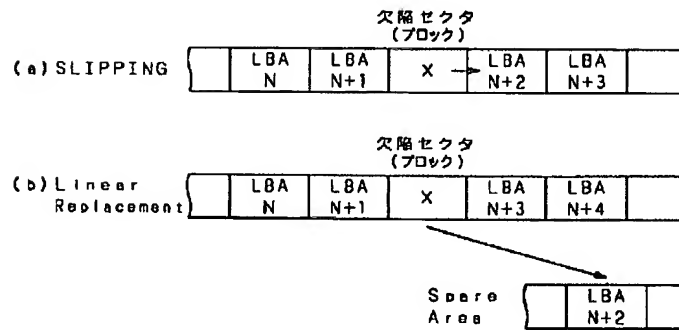 欠陥セクタ
(ブロック)
(a)SLIPPING
LBA N
LBA N+1
X
LBA N+2
LBA N+3
欠陥セクタ
(ブロック)
(b)Linear Replacement
LBA N
LBA N+1
X
LBA N+3
LBA N+4
Spare Area
LBA N+2